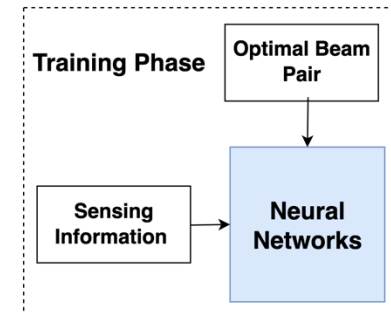 Training Phase
Optimal Beam
Pair
Sensing
Information
Neural
Networks